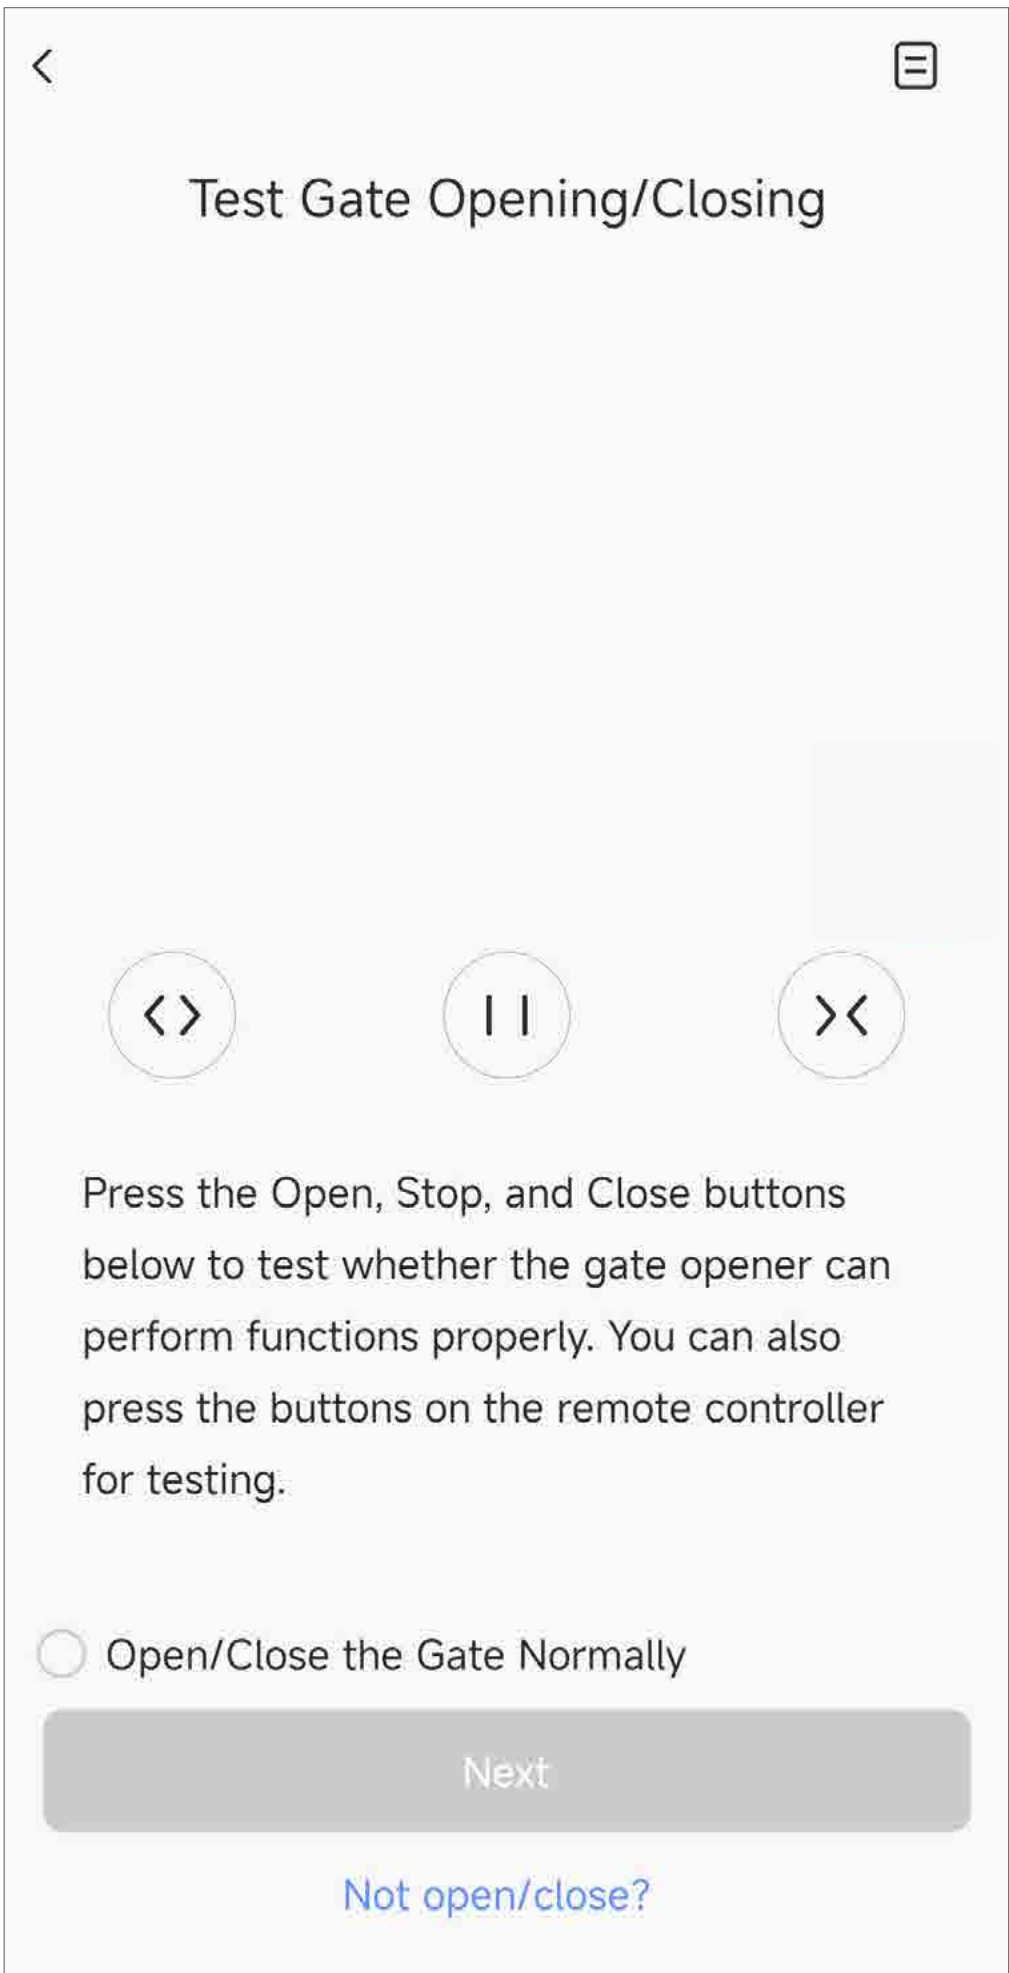 Test Gate Opening/Closing
Press the Open, Stop, and Close buttons
below to test whether the gate opener can
perform functions properly. You can also
press the buttons on the remote controller
for testing.
Open/Close the Gate Normally
Next
Not open/close?